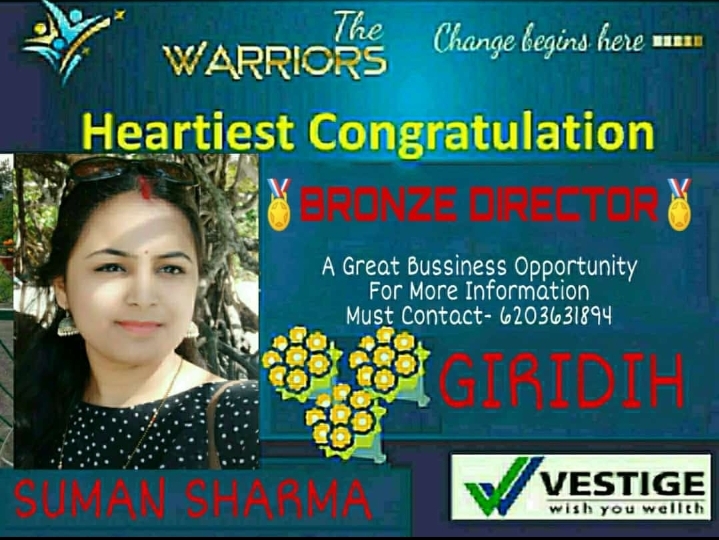 The
WARRIORS
Change begins here
Heartiest Congratulation
🏅BRONZE DIRECTOR🏅
A Great Bussiness Opportunity
For More Information
Must Contact- 6203631894
GIRIDIH
SUMAN SHARMA
VESTIGE
wish you wellth